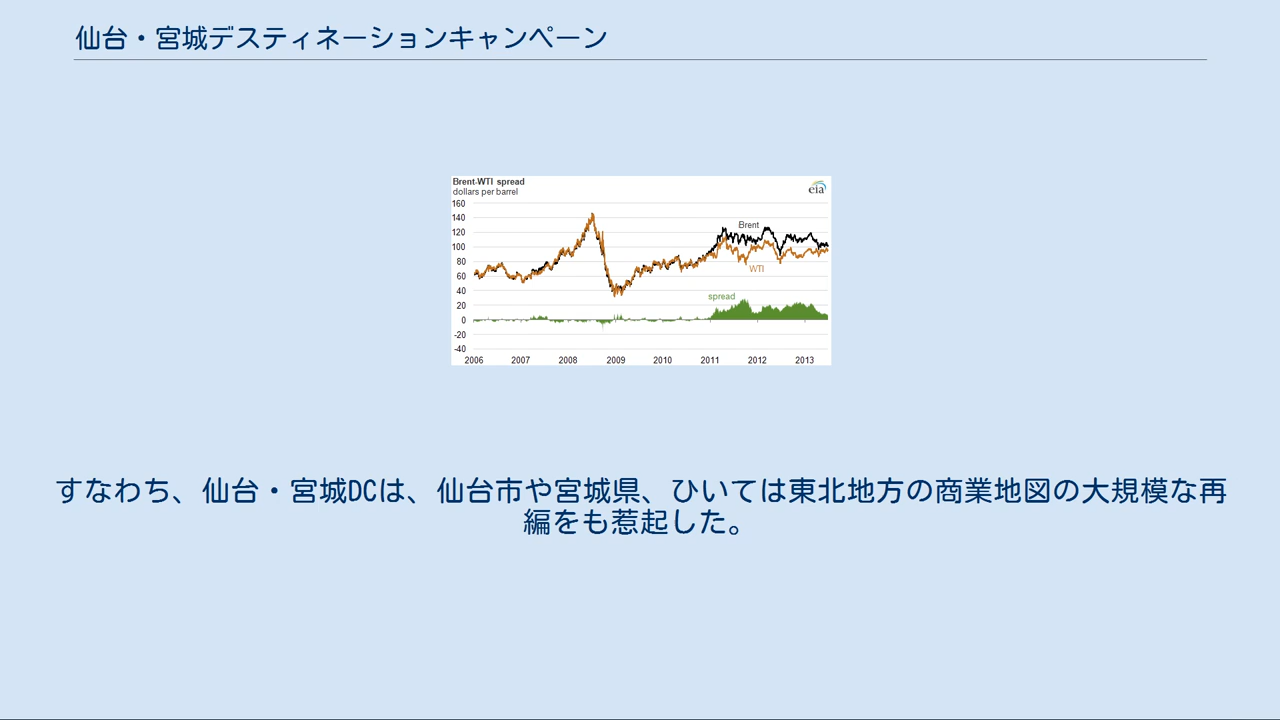 仙台・宮城デスティネーションキャンペーン
Brent-WTI spread
dollars per barrel
eia
160
140
120
100
80
60
40
20
0
-20
-40
Brent
WTI
spread
2006 2007 2008 2009 2010 2011 2012 2013
すなわち、仙台・宮城DCは、仙台市や宮城県、ひいては東北地方の商業地図の大規模な再
編をも惹起した。